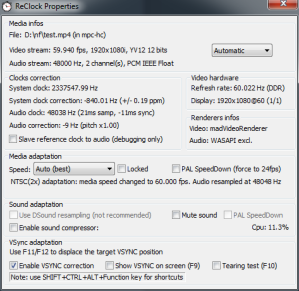 ReClock Properties
Media infos
File: D:\nf\test.mp4 (in mpc-hc)
Video stream: 59.940 fps, 1920x1080i, YV12 12 bits
Automatic
Audio stream: 48000 Hz, 2 channel(s), PCM IEEE Float
Clocks correction
System clock: 2337547.99 Hz
System clock correction: -840.01 Hz (+/- 0.19 ppm)
Audio clock: 48038 Hz (21ms samp, -11ms sync)
Audio correction: -9 Hz (pitch x1.00)
Slave reference clock to audio (debugging only)
Video hardware
Refresh rate: 60.022 Hz (DDR)
Display: 1920x1080@60 (1/1)
Renderers infos
Video: madVideoRenderer
Audio: WASAPI excl.
Media adaptation
Speed: Auto (best)
Locked
PAL SpeedDown (force to 24fps)
NTSC(2x) adaptation: media speed changed to 60.000 fps. Audio resampled at 48048 Hz
Sound adaptation
Use DSound resampling (not recommended)
Mute sound
PAL SpeedDown
Enable sound compressor:
Cpu: 11.3%
VSync adaptation
Use F11/F12 to displace the target VSYNC position
Enable VSYNC correction
Show VSYNC on screen (F9)
Tearing test (F10)
Note: use SHIFT+CTRL+ALT+Function key for shortcuts